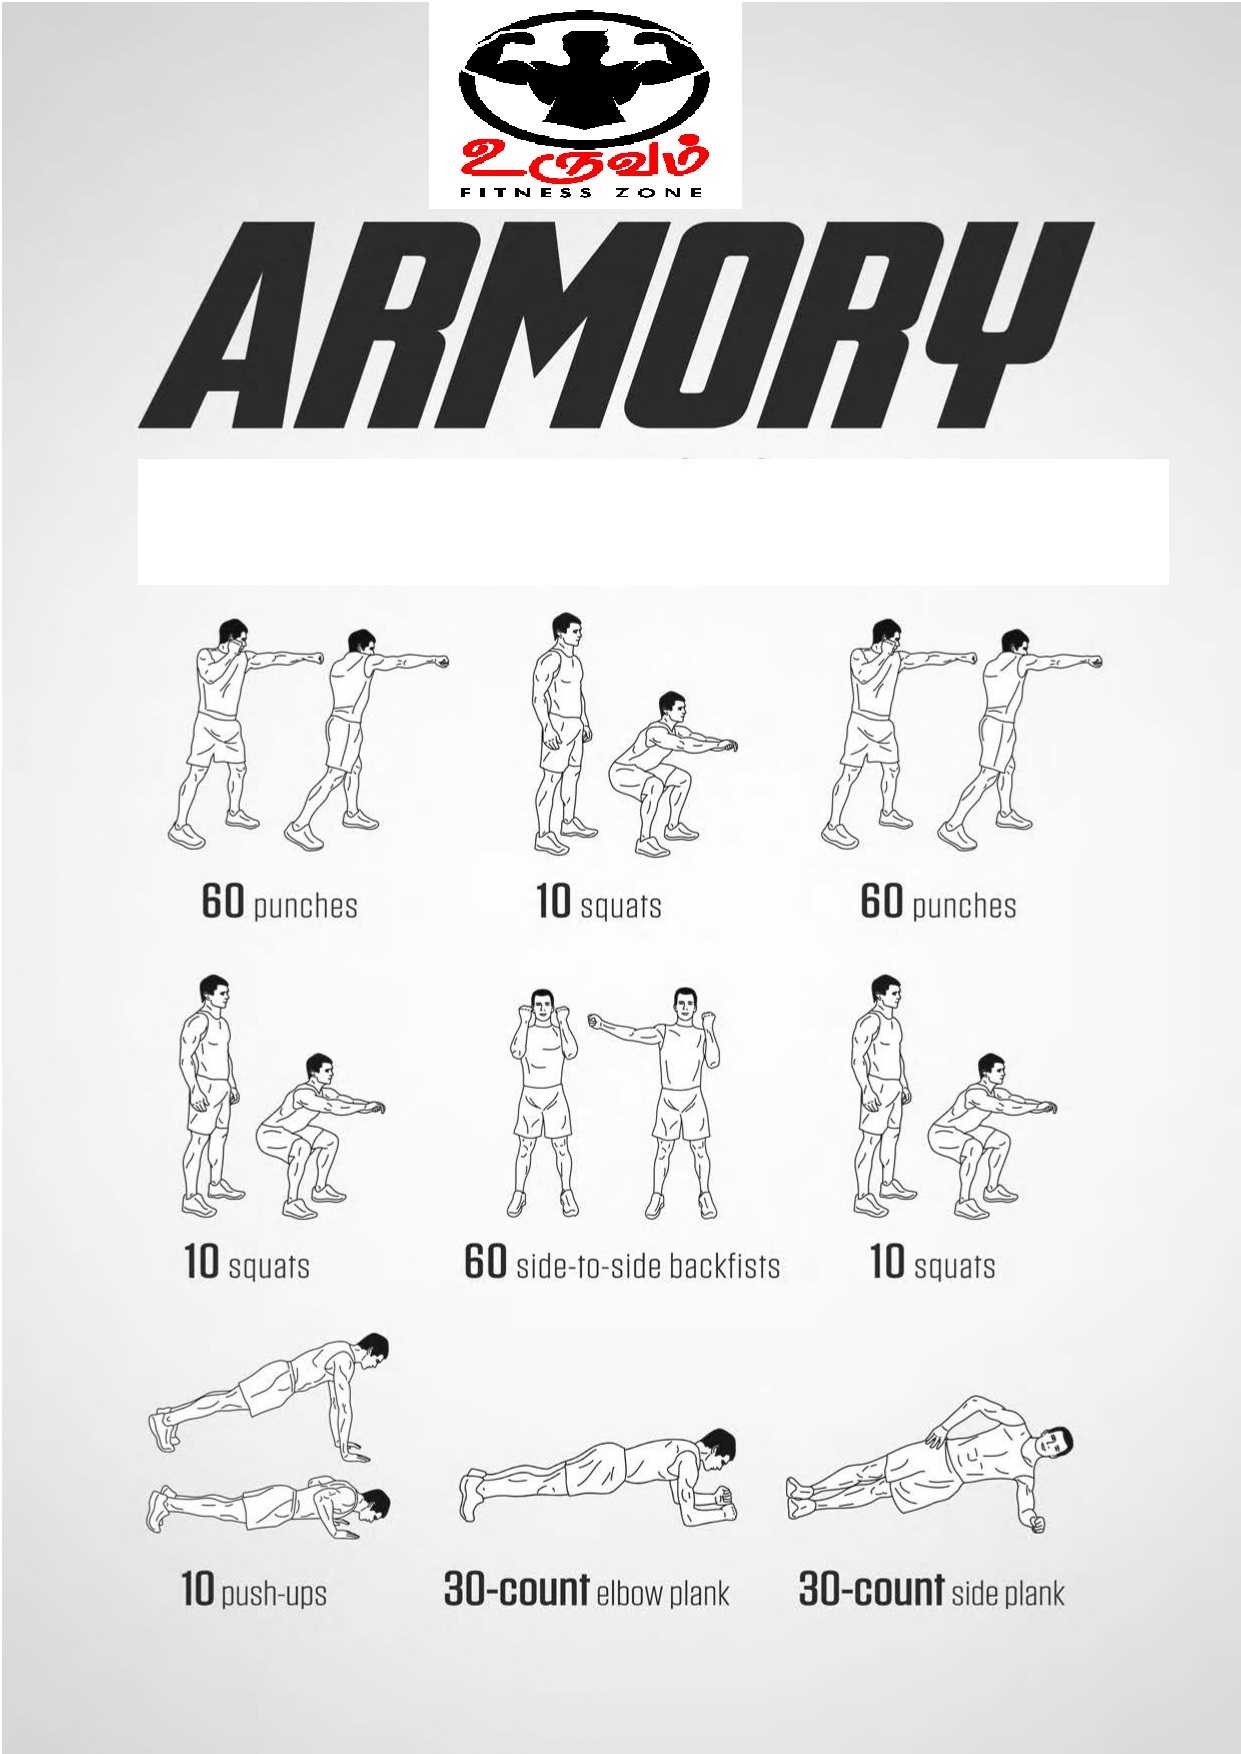 உருவம்
FITNESS ZONE
ARMORY
60 punches
10 squats
60 punches
10 squats
60 side-to-side backfists
10 squats
10 push-ups
30-count elbow plank
30-count side plank